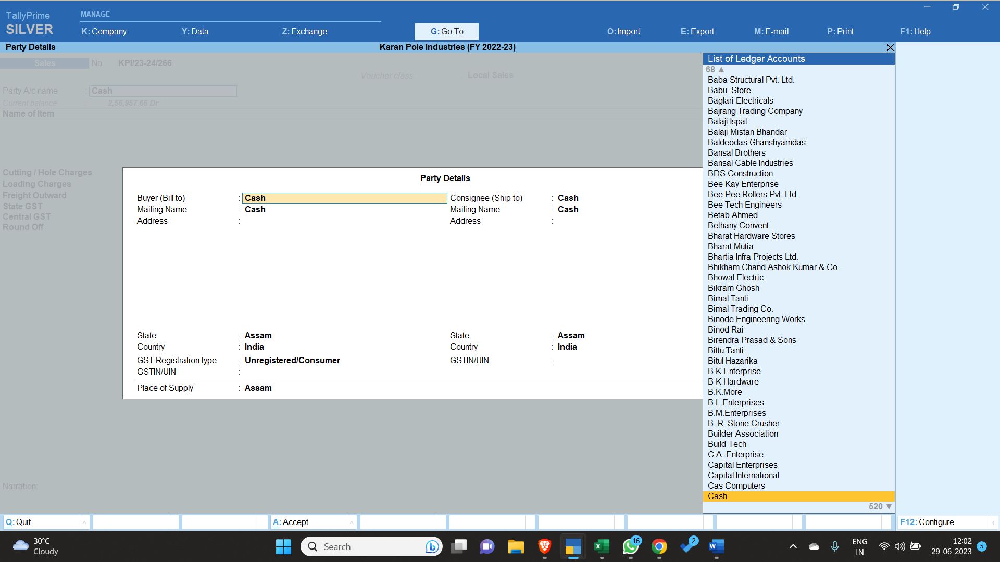 TallyPrime
SILVER
MANAGE
K: Company
Y: Data
Z: Exchange
G: Go To
O: Import
E: Export
M: E-mail
P: Print
F1: Help
Party Details
Karan Pole Industries (FY 2022-23)
Sales No. KPI/23-24/266
Voucher class : Local Sales
Party A/c name : Cash
Current balance : 2,56,957.66 Dr
Name of Item
Cutting / Hole Charges
Loading Charges
Freight Outward
State GST
Central GST
Round Off
Narration:
Party Details
Buyer (Bill to) : Cash
Mailing Name : Cash
Address :
Consignee (Ship to) : Cash
Mailing Name : Cash
Address :
State : Assam
Country : India
GST Registration type : Unregistered/Consumer
GSTIN/UIN :
State : Assam
Country : India
GSTIN/UIN :
Place of Supply : Assam
List of Ledger Accounts
68 ▲
Baba Structural Pvt. Ltd.
Babu Store
Baglari Electricals
Bajrang Trading Company
Balaji Ispat
Balaji Mistan Bhandar
Baldeodas Ghanshyamdas
Bansal Brothers
Bansal Cable Industries
BDS Construction
Bee Kay Enterprise
Bee Pee Rollers Pvt. Ltd.
Bee Tech Engineers
Betab Ahmed
Bethany Convent
Bharat Hardware Stores
Bharat Mutia
Bhartia Infra Projects Ltd.
Bhikham Chand Ashok Kumar & Co.
Bhowal Electric
Bikram Ghosh
Bimal Tanti
Bimal Trading Co.
Binode Engineering Works
Binod Rai
Birendra Prasad & Sons
Bittu Tanti
Bitul Hazarika
B.K Enterprise
B K Hardware
B.K.More
B.L.Enterprises
B.M.Enterprises
B. R. Stone Crusher
Builder Association
Build-Tech
C.A. Enterprise
Capital Enterprises
Capital International
Cas Computers
Cash
520 ▼
Q: Quit
A: Accept
F12: Configure
30°C
Cloudy
Search
16
2
ENG
IN
12:02
29-06-2023
5